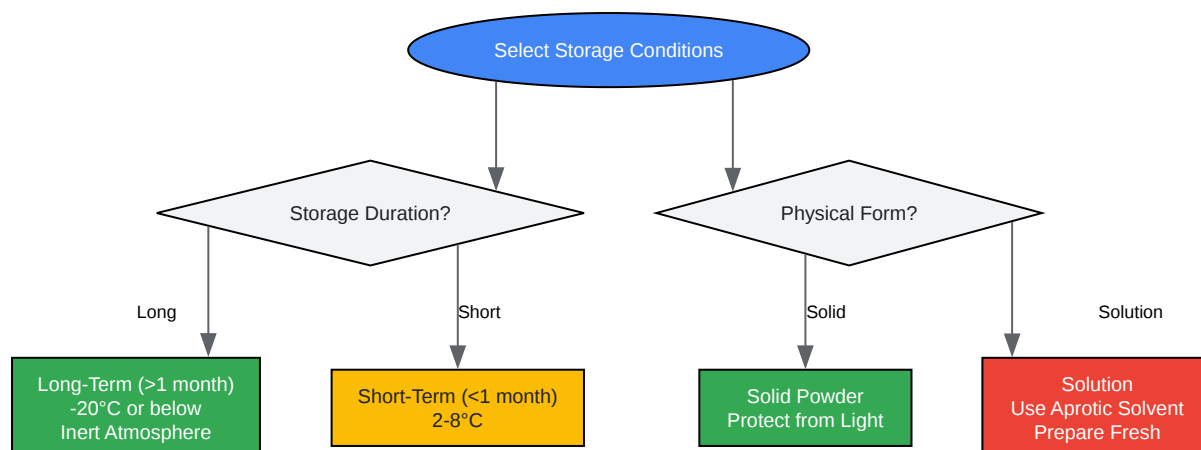 Select Storage Conditions
Storage Duration?
Physical Form?
Long
Short
Solid
Solution
Long-Term (>1 month)
-20°C or below
Inert Atmosphere
Short-Term (<1 month)
2-8°C
Solid Powder
Protect from Light
Solution
Use Aprotic Solvent
Prepare Fresh